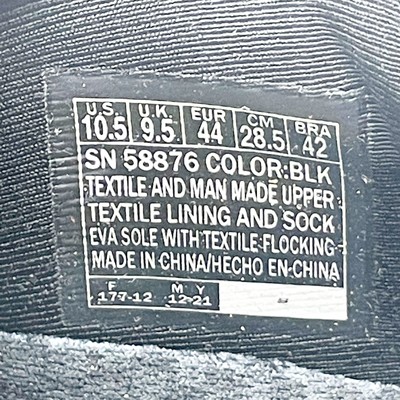 U.S. U.K. EUR CM BRA
10.5 9.5 44 28.5 42
SN 58876 COLOR:BLK
TEXTILE AND MAN MADE UPPER
TEXTILE LINING AND SOCK
EVA SOLE WITH TEXTILE FLOCKING
MADE IN CHINA/HECHO EN CHINA
F M Y
177-12 12-21